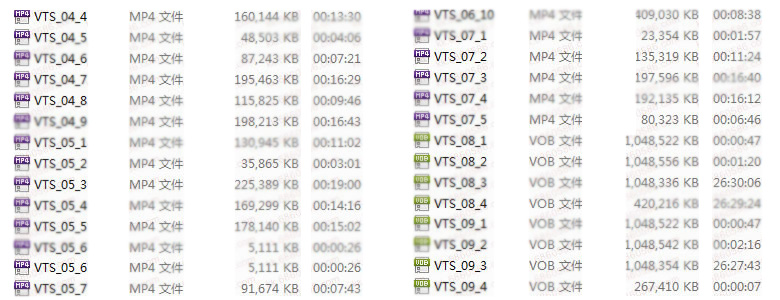 VTS_04_4 MP4 文件 160,144 KB 00:13:30
VTS_04_5 MP4 文件 48,503 KB 00:04:06
VTS_04_6 MP4 文件 87,243 KB 00:07:21
VTS_04_7 MP4 文件 195,463 KB 00:16:29
VTS_04_8 MP4 文件 115,825 KB 00:09:46
VTS_04_9 MP4 文件 198,213 KB 00:16:43
VTS_05_1 MP4 文件 130,945 KB 00:11:02
VTS_05_2 MP4 文件 35,865 KB 00:03:01
VTS_05_3 MP4 文件 225,389 KB 00:19:00
VTS_05_4 MP4 文件 169,299 KB 00:14:16
VTS_05_5 MP4 文件 178,140 KB 00:15:02
VTS_05_6 MP4 文件 5,111 KB 00:00:26
VTS_05_6 MP4 文件 5,111 KB 00:00:26
VTS_05_7 MP4 文件 91,674 KB 00:07:43
VTS_06_10 MP4 文件 409,030 KB 00:08:38
VTS_07_1 MP4 文件 23,354 KB 00:01:57
VTS_07_2 MP4 文件 135,319 KB 00:11:24
VTS_07_3 MP4 文件 197,596 KB 00:16:40
VTS_07_4 MP4 文件 192,135 KB 00:16:12
VTS_07_5 MP4 文件 80,323 KB 00:06:46
VTS_08_1 VOB 文件 1,048,522 KB 00:00:47
VTS_08_2 VOB 文件 1,048,556 KB 00:01:20
VTS_08_3 VOB 文件 1,048,336 KB 26:30:06
VTS_08_4 VOB 文件 420,216 KB 26:29:24
VTS_09_1 VOB 文件 1,048,522 KB 00:00:47
VTS_09_2 VOB 文件 1,048,542 KB 00:02:16
VTS_09_3 VOB 文件 1,048,354 KB 26:27:43
VTS_09_4 VOB 文件 267,410 KB 00:00:07